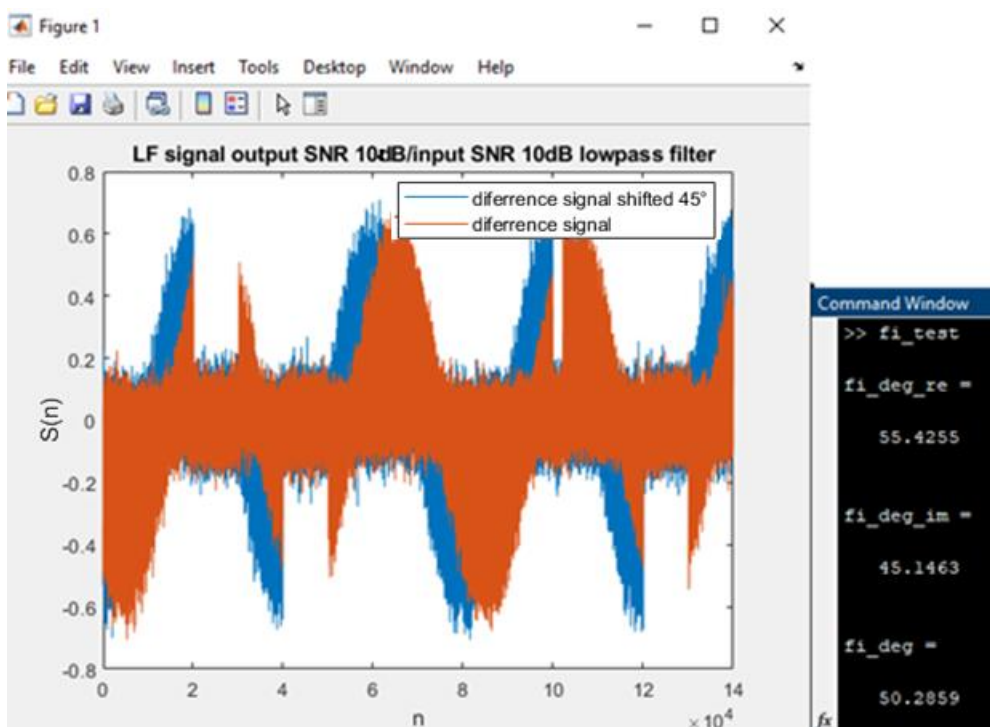 Figure 1
File Edit View Insert Tools Desktop Window Help
LF signal output SNR 10dB/input SNR 10dB lowpass filter
diferrence signal shifted 45°
diferrence signal
0.8
0.6
0.4
0.2
0
-0.2
-0.4
-0.6
-0.8
S(n)
0 2 4 6 8 10 12 14
n
× 10⁴
Command Window
>> fi_test
fi_deg_re =
55.4255
fi_deg_im =
45.1463
fi_deg =
50.2859
fx